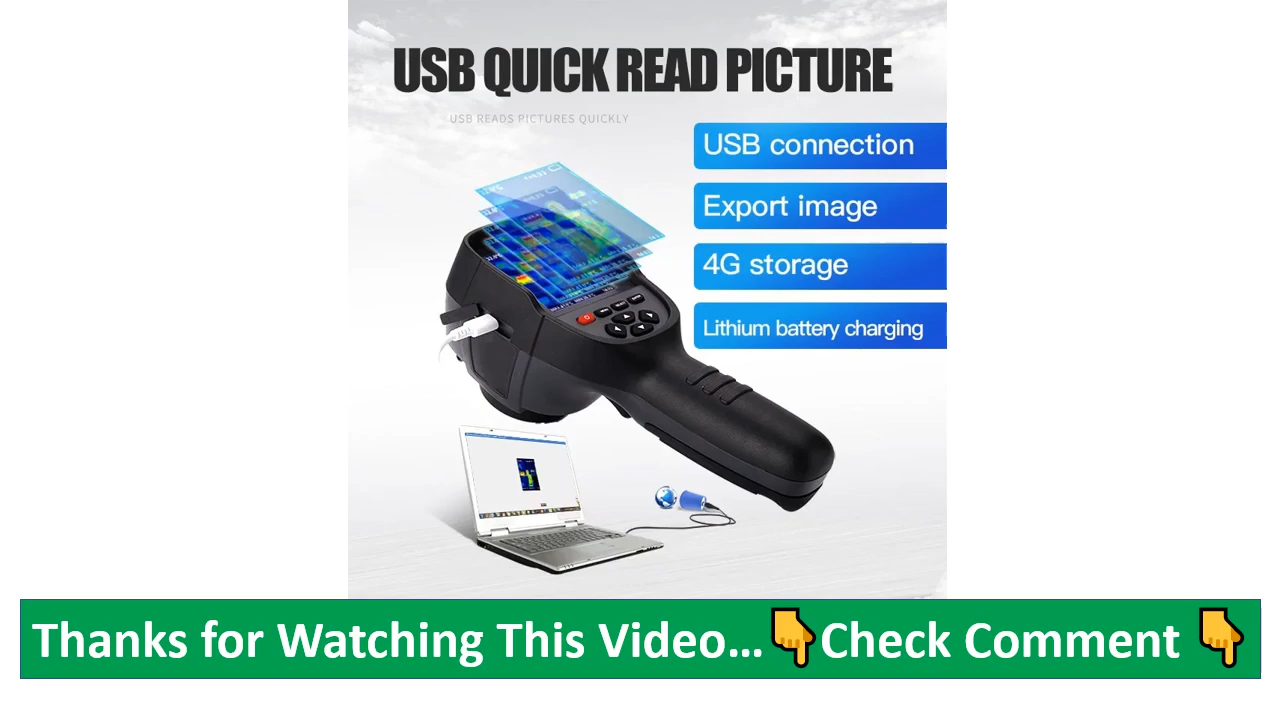 USB QUICK READ PICTURE
USB READS PICTURES QUICKLY
USB connection
Export image
4G storage
Lithium battery charging
Thanks for Watching This Video...👇Check Comment 👇